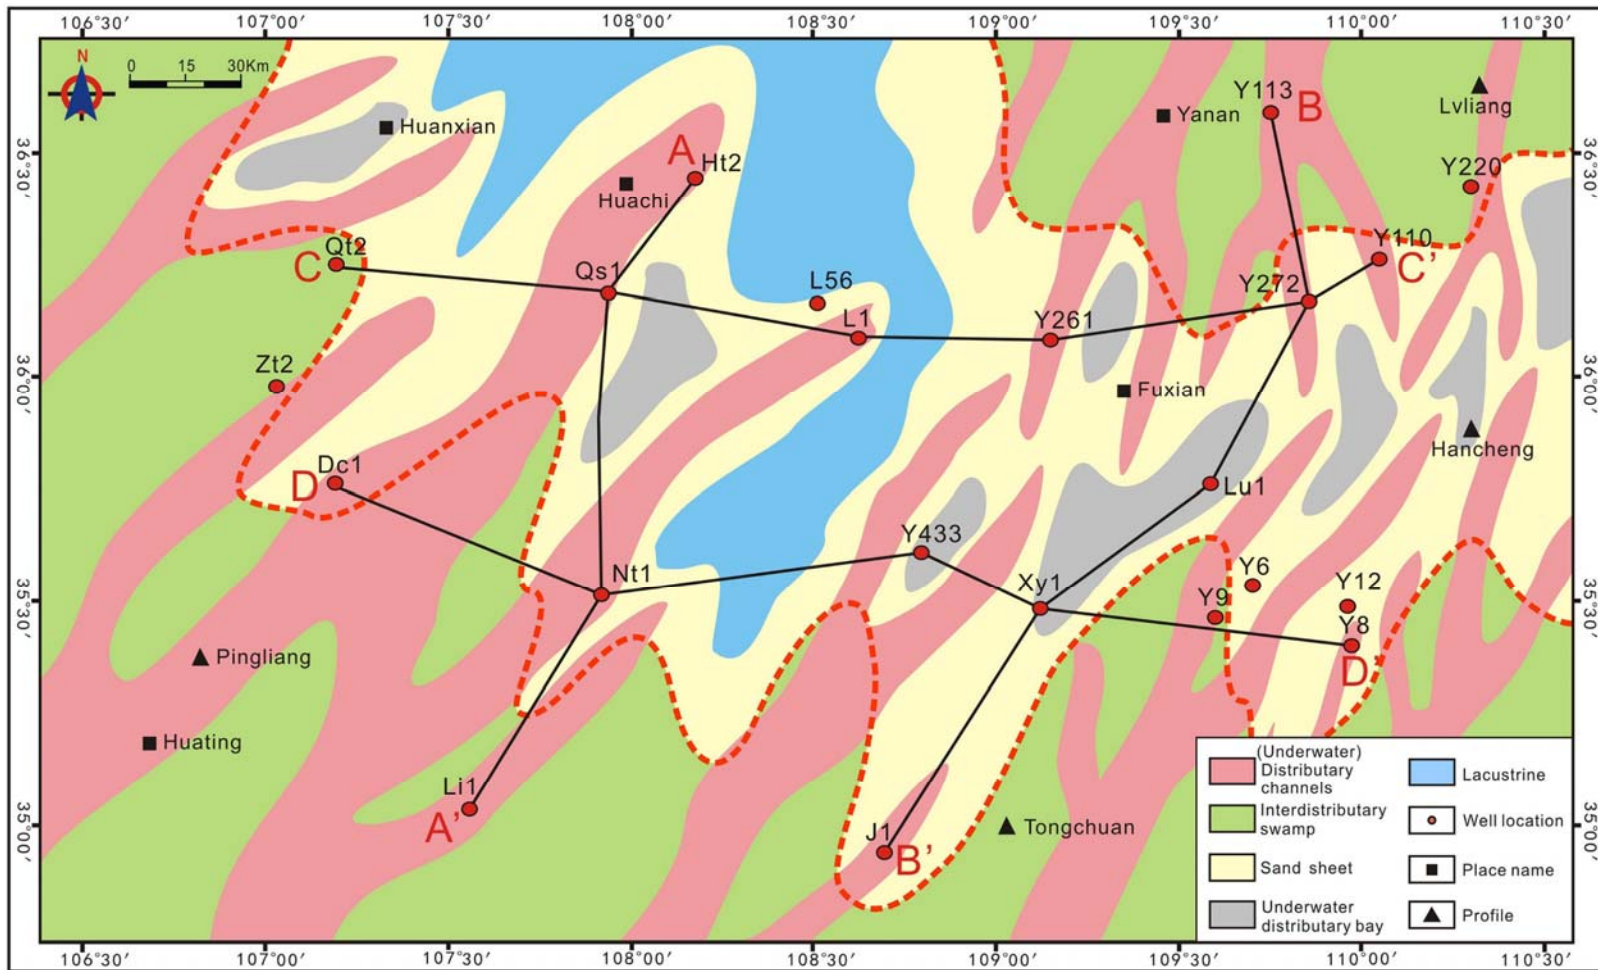 106°30′ 107°00′ 107°30′ 108°00′ 108°30′ 109°00′ 109°30′ 110°00′ 110°30′
N
0 15 30Km
Y113
B
Lvliang
Huanxian
Yanan
36°30′
36°30′
A
Ht2
Y220
Huachi
Qt2
C
Qs1
Y110
C’
L56
Y272
L1
Y261
Zt2
36°00′
36°00′
Fuxian
Hancheng
Dc1
D
Lu1
Y433
Nt1
Xy1
Y6
Y12
Y9
Y8
35°30′
35°30′
D’
Pingliang
Huating
Li1
A’
J1
B’
Tongchuan
35°00′
35°00′
(Underwater)
Distributary
channels
Lacustrine
Interdistributary
swamp
Well location
Sand sheet
Place name
Underwater
distributary bay
Profile
106°30′ 107°00′ 107°30′ 108°00′ 108°30′ 109°00′ 109°30′ 110°00′ 110°30′